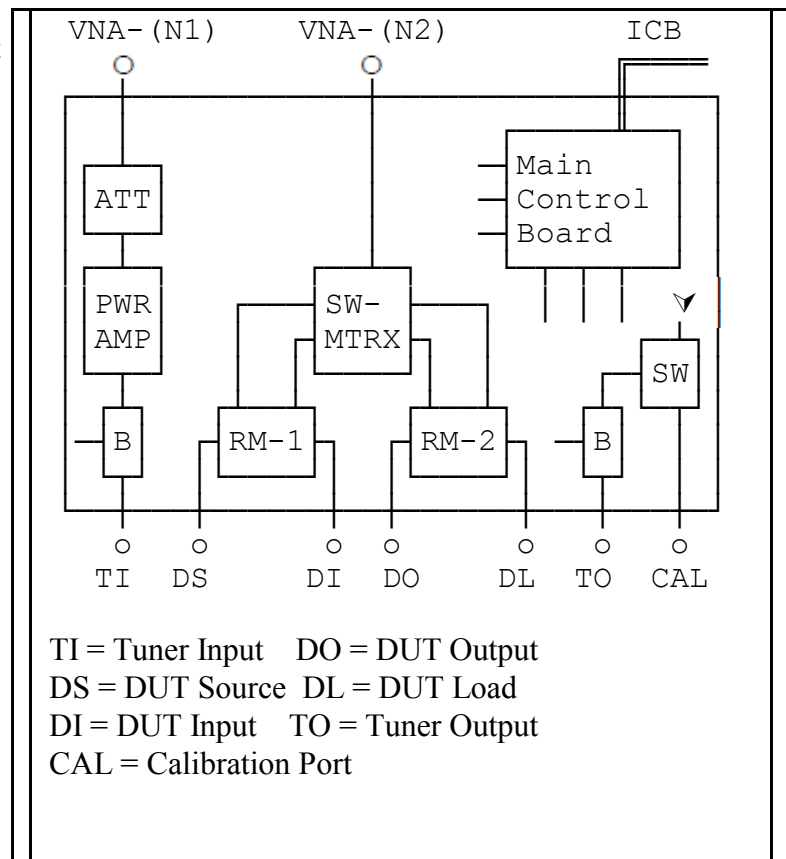 VNA-(N1) VNA-(N2) ICB
Main
ATT Control
Board
PWR SW-
AMP MTRX
SW
B RM-1 RM-2 B
TI DS DI DO DL TO CAL
TI = Tuner Input DO = DUT Output
DS = DUT Source DL = DUT Load
DI = DUT Input TO = Tuner Output
CAL = Calibration Port